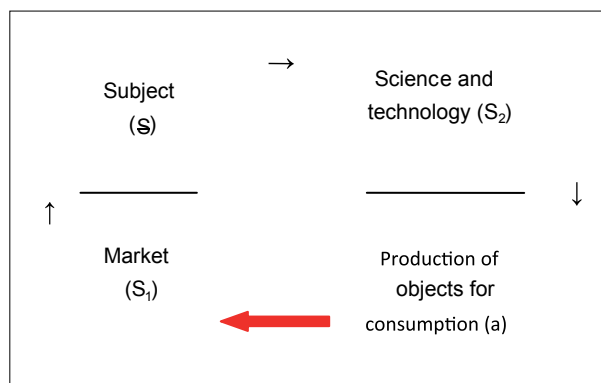 →
Subject
(S̶)
Science and
technology (S₂)
↑
↓
Market
(S₁)
Production of
objects for
consumption (a)